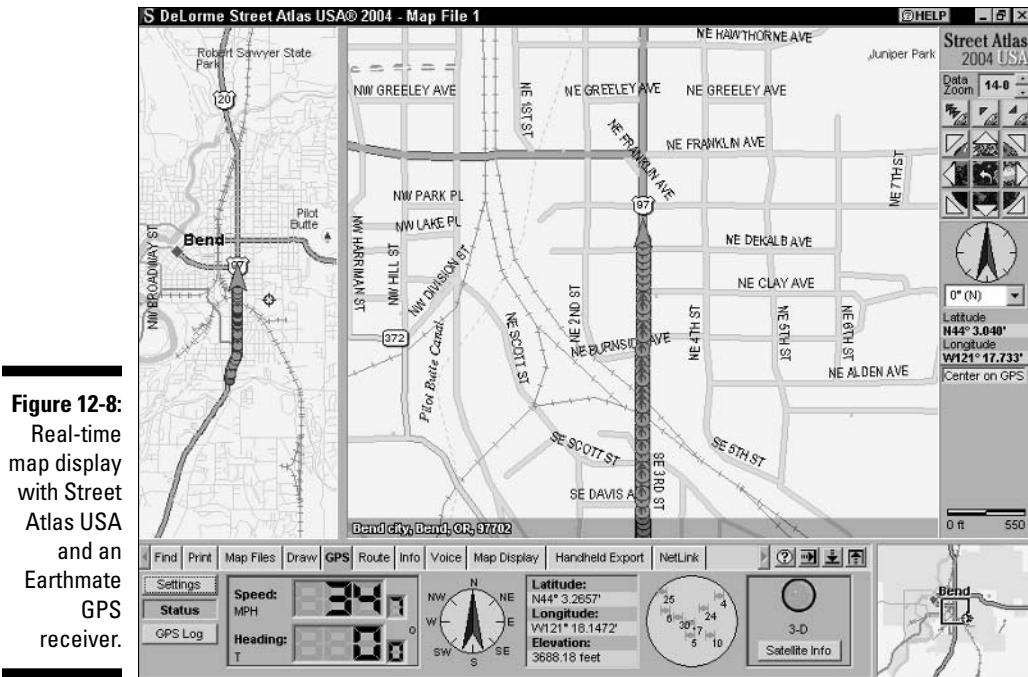 S DeLorme Street Atlas USA® 2004 - Map File 1
HELP
Robert Sawyer State
Park
20
Pilot
Butte
Bend
97
NW BROADWAY ST
NE HAWTHORNE AVE
Juniper Park
NW GREELEY AVE
NE GREELEY AVE
NE GREELEY AVE
NE 1ST ST
NE FRANKLIN AVE
NE FRANKLIN AVE
NE 7TH ST
NW PARK PL
97
NW LAKE PL
NE DEKALB AVE
NW HARRIMAN ST
NW HILL ST
NW DIVISION ST
NE CLAY AVE
NE 2ND ST
NE 4TH ST
NE 5TH ST
NE 6TH ST
372
Pilot Butte Canal
NE SCOTT ST
NE BURNSIDE AVE
NE ALDEN AVE
SE SCOTT ST
SE 5TH ST
SE 3RD ST
SE DAVIS A
Bend city, Bend, OR, 97702
Street Atlas
2004 USA
Data
Zoom
14-0
0° (N)
Latitude
N44° 3.040'
Longitude
W121° 17.733'
Center on GPS
0 ft 550
Find Print Map Files Draw GPS Route Info Voice Map Display Handheld Export NetLink
Settings
Status
GPS Log
Speed:
MPH
34 7
Heading:
T
0 0 °
N
NE
E
SE
S
SW
W
NW
Latitude:
N44° 3.2657'
Longitude:
W121° 18.1472'
Elevation:
3688.18 feet
25
4
6
30
7
24
5
10
3-D
Satellite Info
Bend
Figure 12-8:
Real-time
map display
with Street
Atlas USA
and an
Earthmate
GPS
receiver.